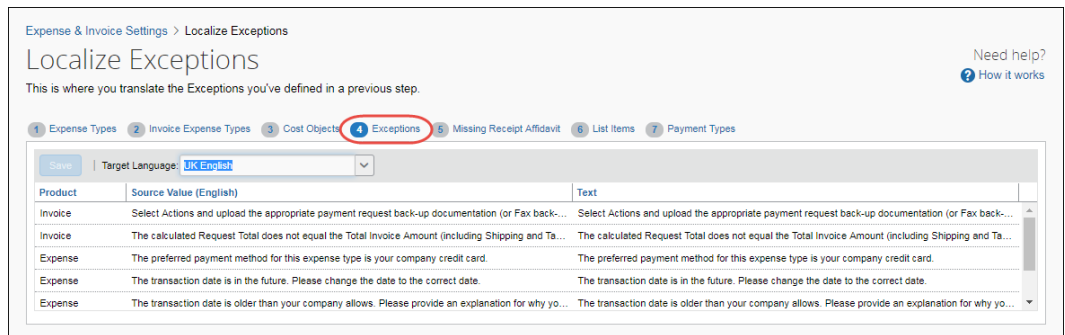 Expense & Invoice Settings > Localize Exceptions
Localize Exceptions
Need help?
? How it works
This is where you translate the Exceptions you've defined in a previous step.
1 Expense Types 2 Invoice Expense Types 3 Cost Objects 4 Exceptions 5 Missing Receipt Affidavit 6 List Items 7 Payment Types
Save | Target Language: UK English
Product Source Value (English) Text
Invoice Select Actions and upload the appropriate payment request back-up documentation (or Fax back-... Select Actions and upload the appropriate payment request back-up documentation (or Fax back-...
Invoice The calculated Request Total does not equal the Total Invoice Amount (including Shipping and Ta... The calculated Request Total does not equal the Total Invoice Amount (including Shipping and Ta...
Expense The preferred payment method for this expense type is your company credit card. The preferred payment method for this expense type is your company credit card.
Expense The transaction date is in the future. Please change the date to the correct date. The transaction date is in the future. Please change the date to the correct date.
Expense The transaction date is older than your company allows. Please provide an explanation for why yo... The transaction date is older than your company allows. Please provide an explanation for why yo...